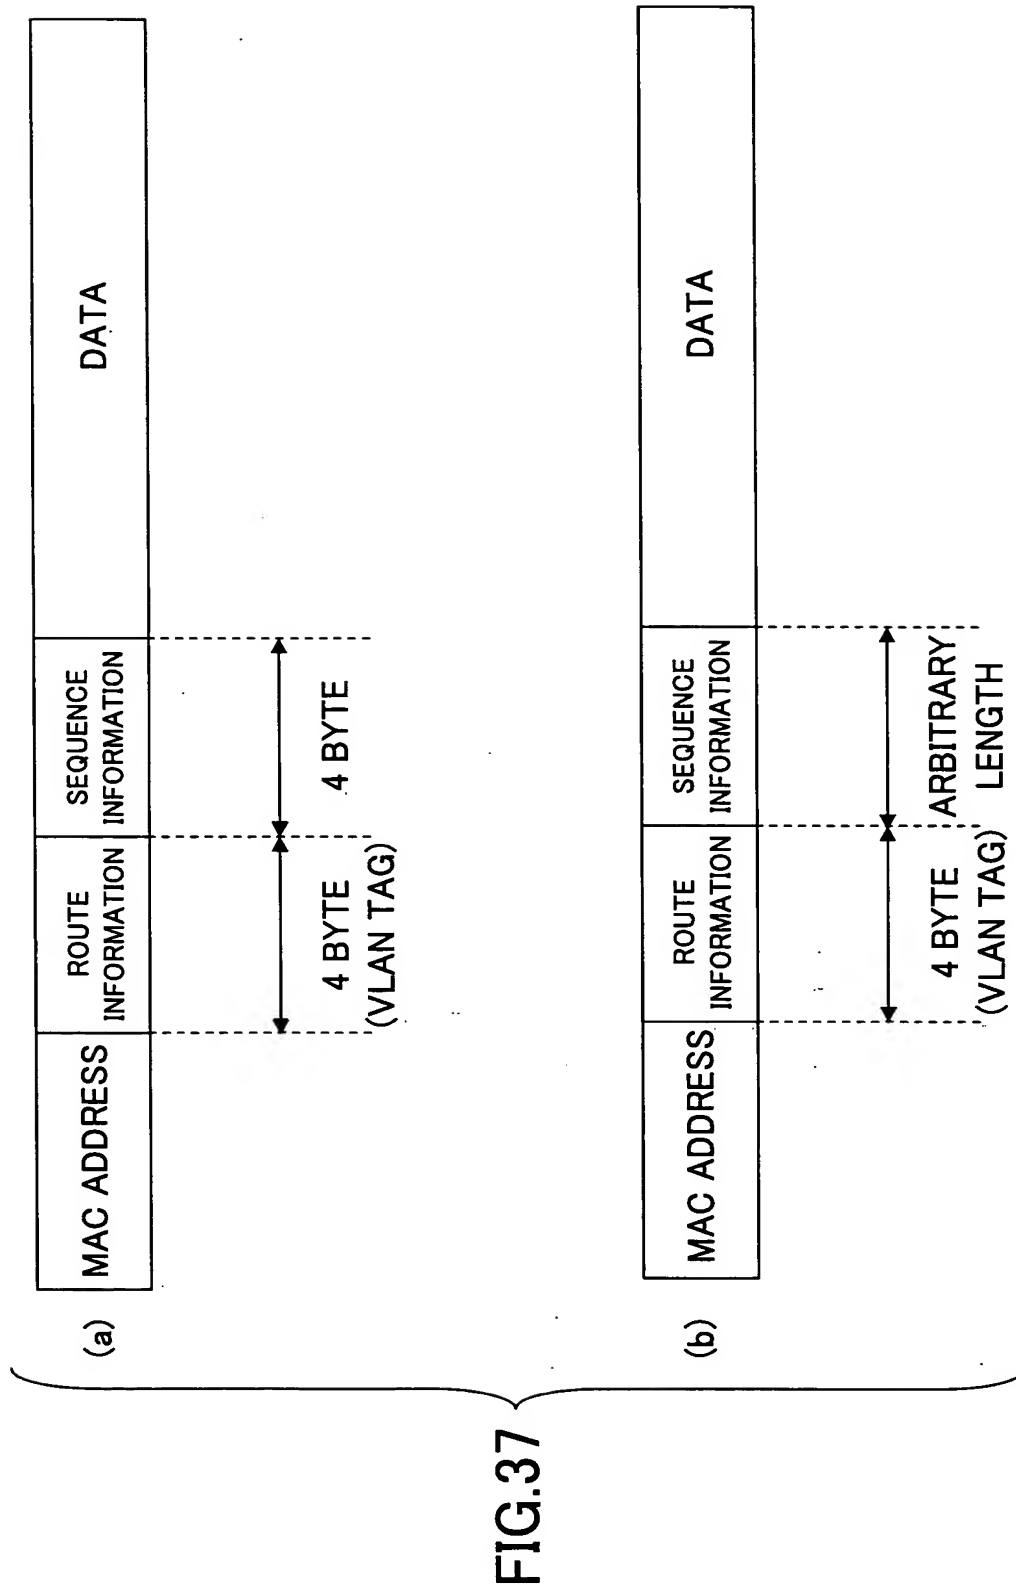 FIG.37
(a)
MAC ADDRESS
ROUTE
INFORMATION
SEQUENCE
INFORMATION
DATA
4 BYTE
(VLAN TAG)
4 BYTE
(b)
MAC ADDRESS
ROUTE
INFORMATION
SEQUENCE
INFORMATION
DATA
4 BYTE
(VLAN TAG)
ARBITRARY
LENGTH